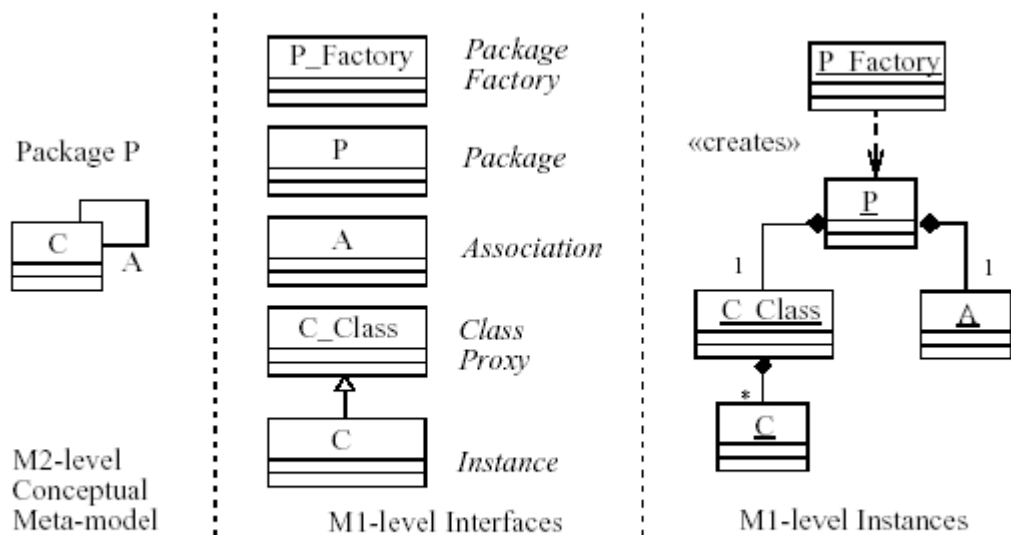 Package P
C
A
M2-level
Conceptual
Meta-model
P_Factory
Package
Factory
P
Package
A
Association
C_Class
Class
Proxy
C
Instance
M1-level Interfaces
P_Factory
«creates»
P
1
1
C_Class
A
*
C
M1-level Instances